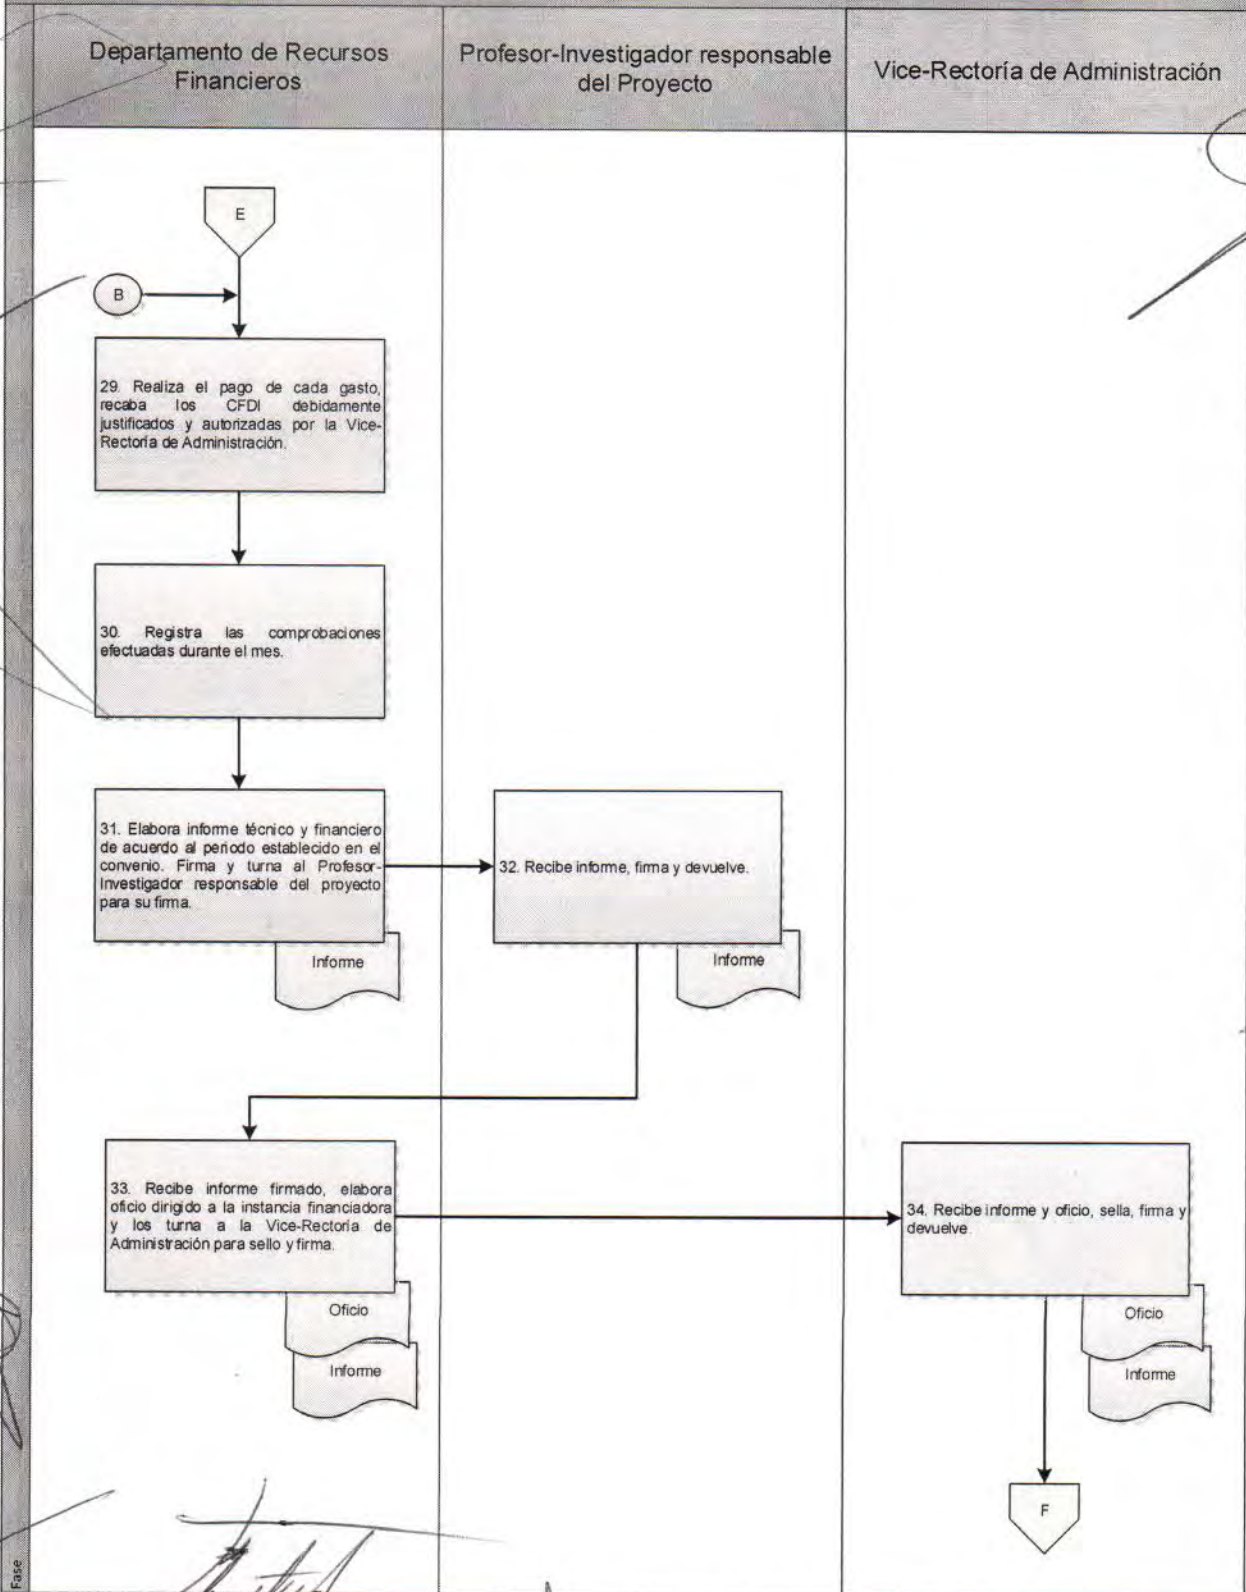 Departamento de Recursos
Financieros
Profesor-Investigador responsable
del Proyecto
Vice-Rectoría de Administración
E
B
29. Realiza el pago de cada gasto,
recaba los CFDI debidamente
justificados y autorizadas por la Vice-
Rectoría de Administración.
30. Registra las comprobaciones
efectuadas durante el mes.
31. Elabora informe técnico y financiero
de acuerdo al periodo establecido en el
convenio. Firma y turna al Profesor-
Investigador responsable del proyecto
para su firma.
Informe
32. Recibe informe, firma y devuelve.
Informe
33. Recibe informe firmado, elabora
oficio dirigido a la instancia financiadora
y los turna a la Vice-Rectoría de
Administración para sello y firma.
Oficio
Informe
34. Recibe informe y oficio, sella, firma y
devuelve.
Oficio
Informe
F
Fase